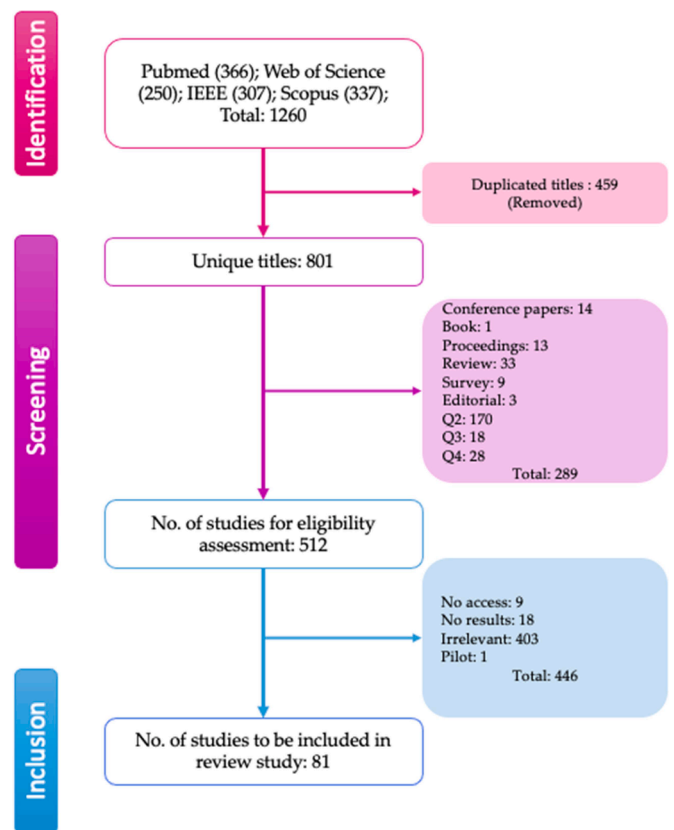 Identification
Pubmed (366); Web of Science
(250); IEEE (307); Scopus (337);
Total: 1260
Duplicated titles : 459
(Removed)
Screening
Unique titles: 801
Conference papers: 14
Book: 1
Proceedings: 13
Review: 33
Survey: 9
Editorial: 3
Q2: 170
Q3: 18
Q4: 28
Total: 289
No. of studies for eligibility
assessment: 512
No access: 9
No results: 18
Irrelevant: 403
Pilot: 1
Total: 446
Inclusion
No. of studies to be included in
review study: 81